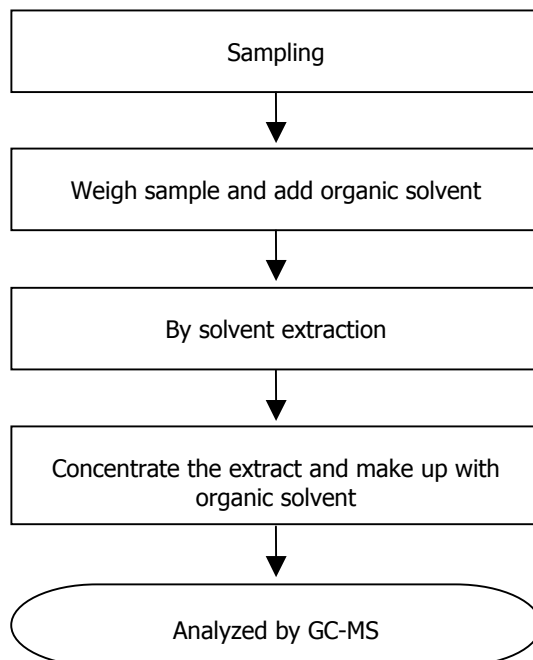 Sampling
Weigh sample and add organic solvent
By solvent extraction
Concentrate the extract and make up with
organic solvent
Analyzed by GC-MS